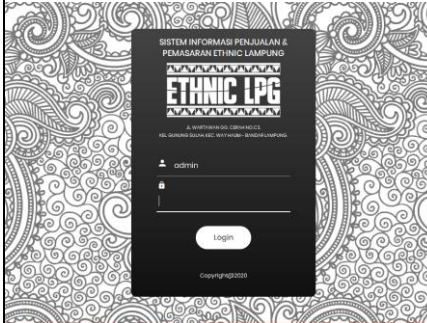 SISTEM INFORMASI PENJUALAN &
PEMASARAN ETHNIC LAMPUNG
ETHNIC LPG
admin
Login
Copyright@2020